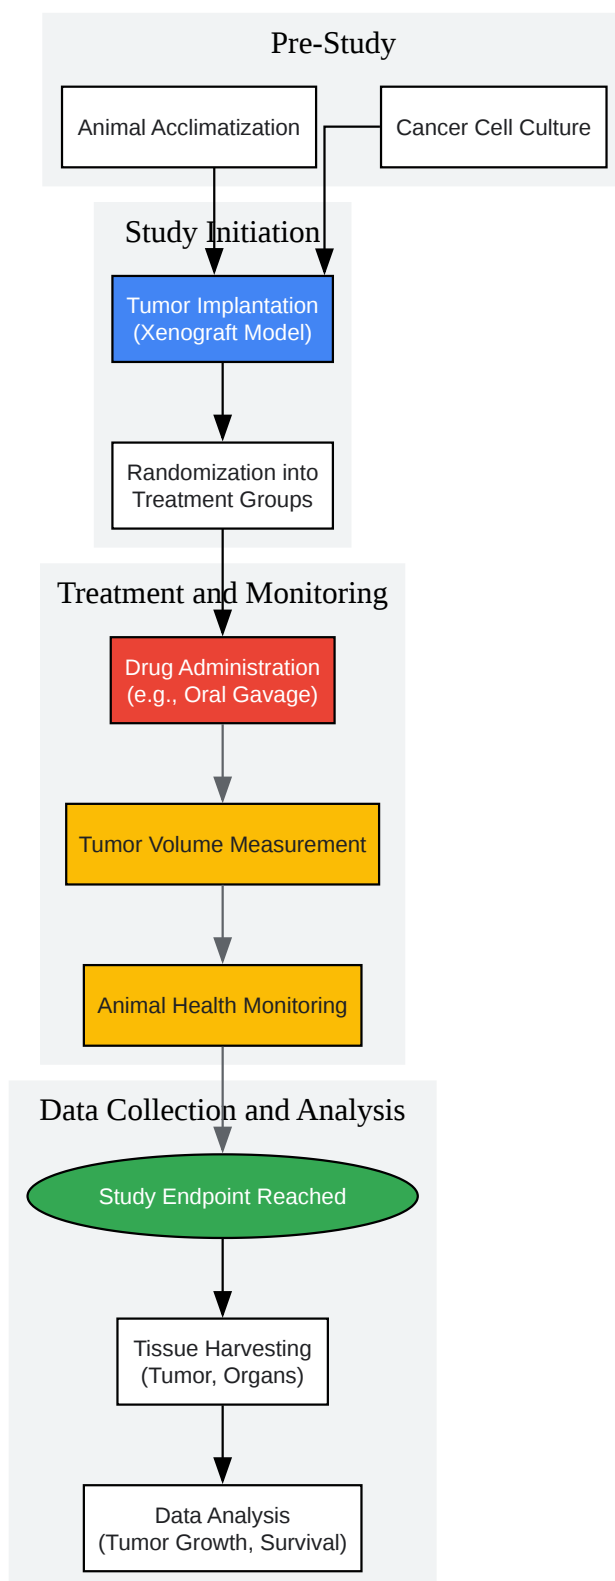 Pre-Study
Animal Acclimatization
Cancer Cell Culture
Study Initiation
Tumor Implantation
(Xenograft Model)
Randomization into
Treatment Groups
Treatment and Monitoring
Drug Administration
(e.g., Oral Gavage)
Tumor Volume Measurement
Animal Health Monitoring
Data Collection and Analysis
Study Endpoint Reached
Tissue Harvesting
(Tumor, Organs)
Data Analysis
(Tumor Growth, Survival)